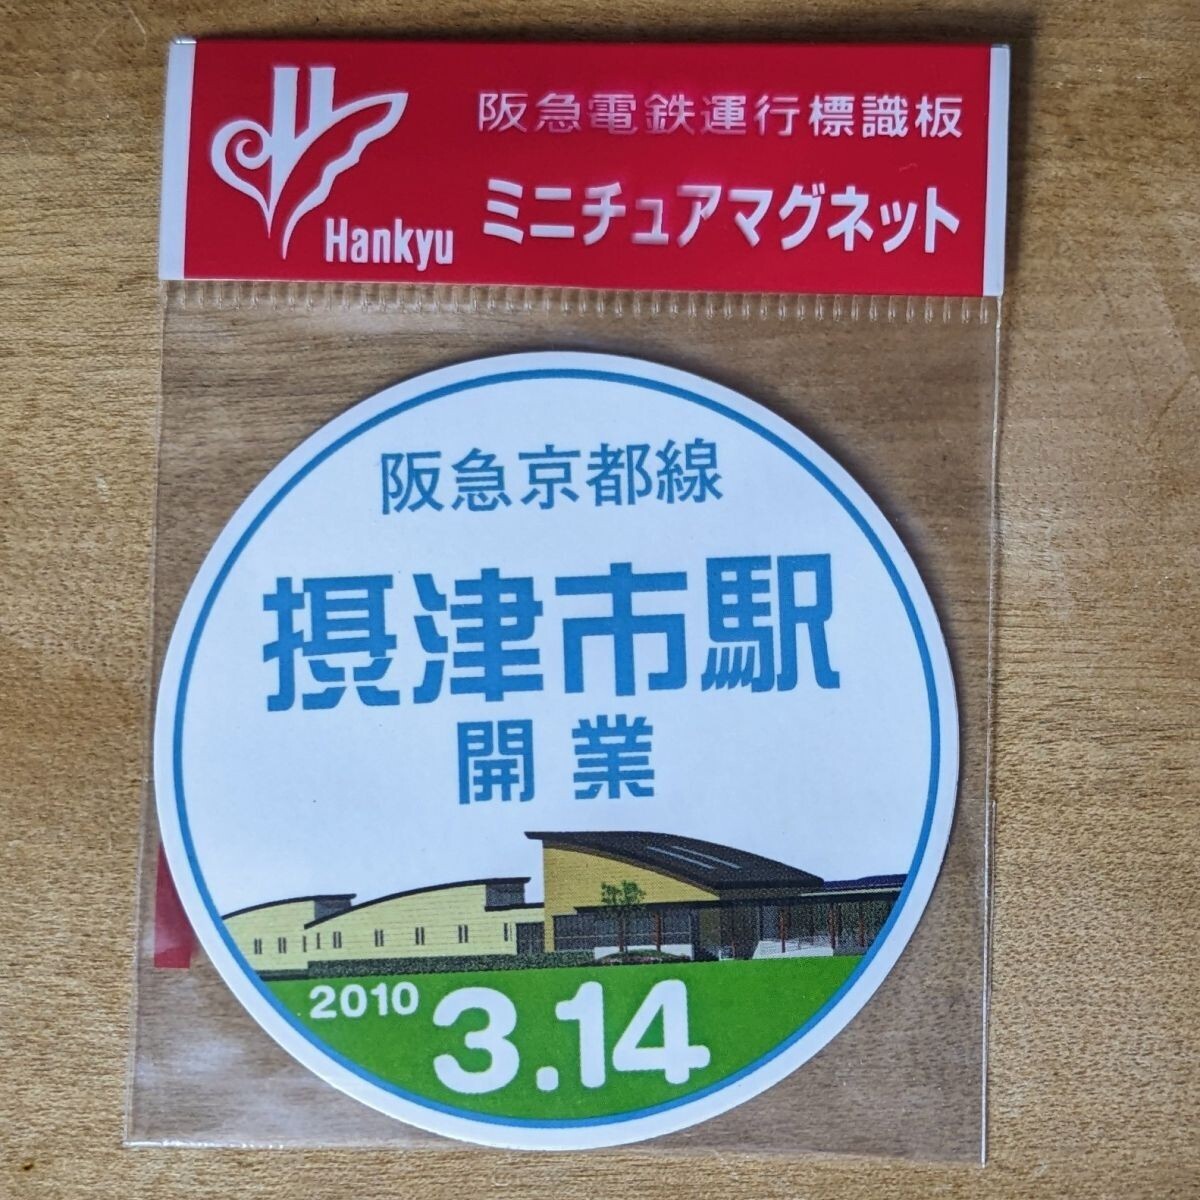 阪急電鉄運行標識板
Hankyu ミニチュアマグネット
阪急京都線
摂津市駅
開業
2010
3.14